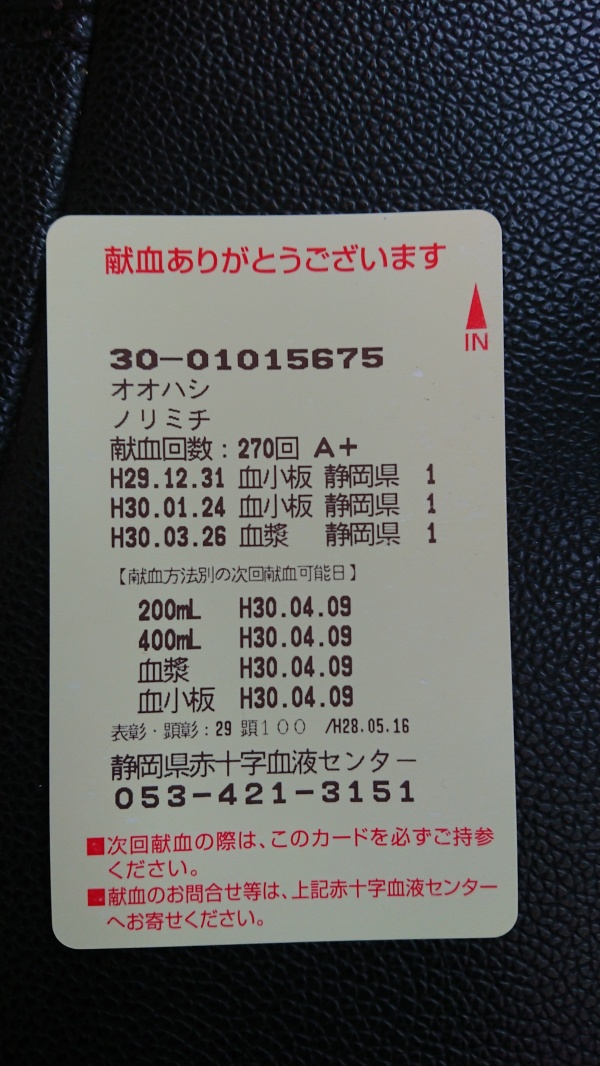 献血ありがとうございます
IN
30-01015675
オオハシ
ノリミチ
献血回数：270回 A+
H29.12.31 血小板 静岡県 1
H30.01.24 血小板 静岡県 1
H30.03.26 血漿 静岡県 1
【献血方法別の次回献血可能日】
200mL H30.04.09
400mL H30.04.09
血漿 H30.04.09
血小板 H30.04.09
表彰・顕彰：29 顕１００ /H28.05.16
静岡県赤十字血液センター
053-421-3151
■次回献血の際は、このカードを必ずご持参
ください。
■献血のお問合せ等は、上記赤十字血液センター
へお寄せください。